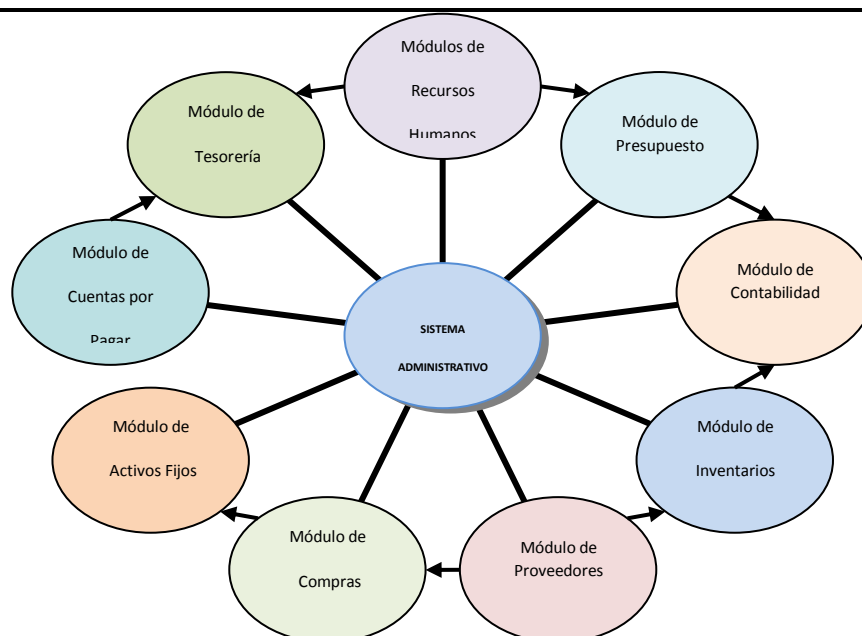 Módulos de
Recursos
Humanos
Módulo de
Tesorería
Módulo de
Presupuesto
Módulo de
Cuentas por
Pagar
Módulo de
Contabilidad
SISTEMA
ADMINISTRATIVO
Módulo de
Activos Fijos
Módulo de
Inventarios
Módulo de
Compras
Módulo de
Proveedores